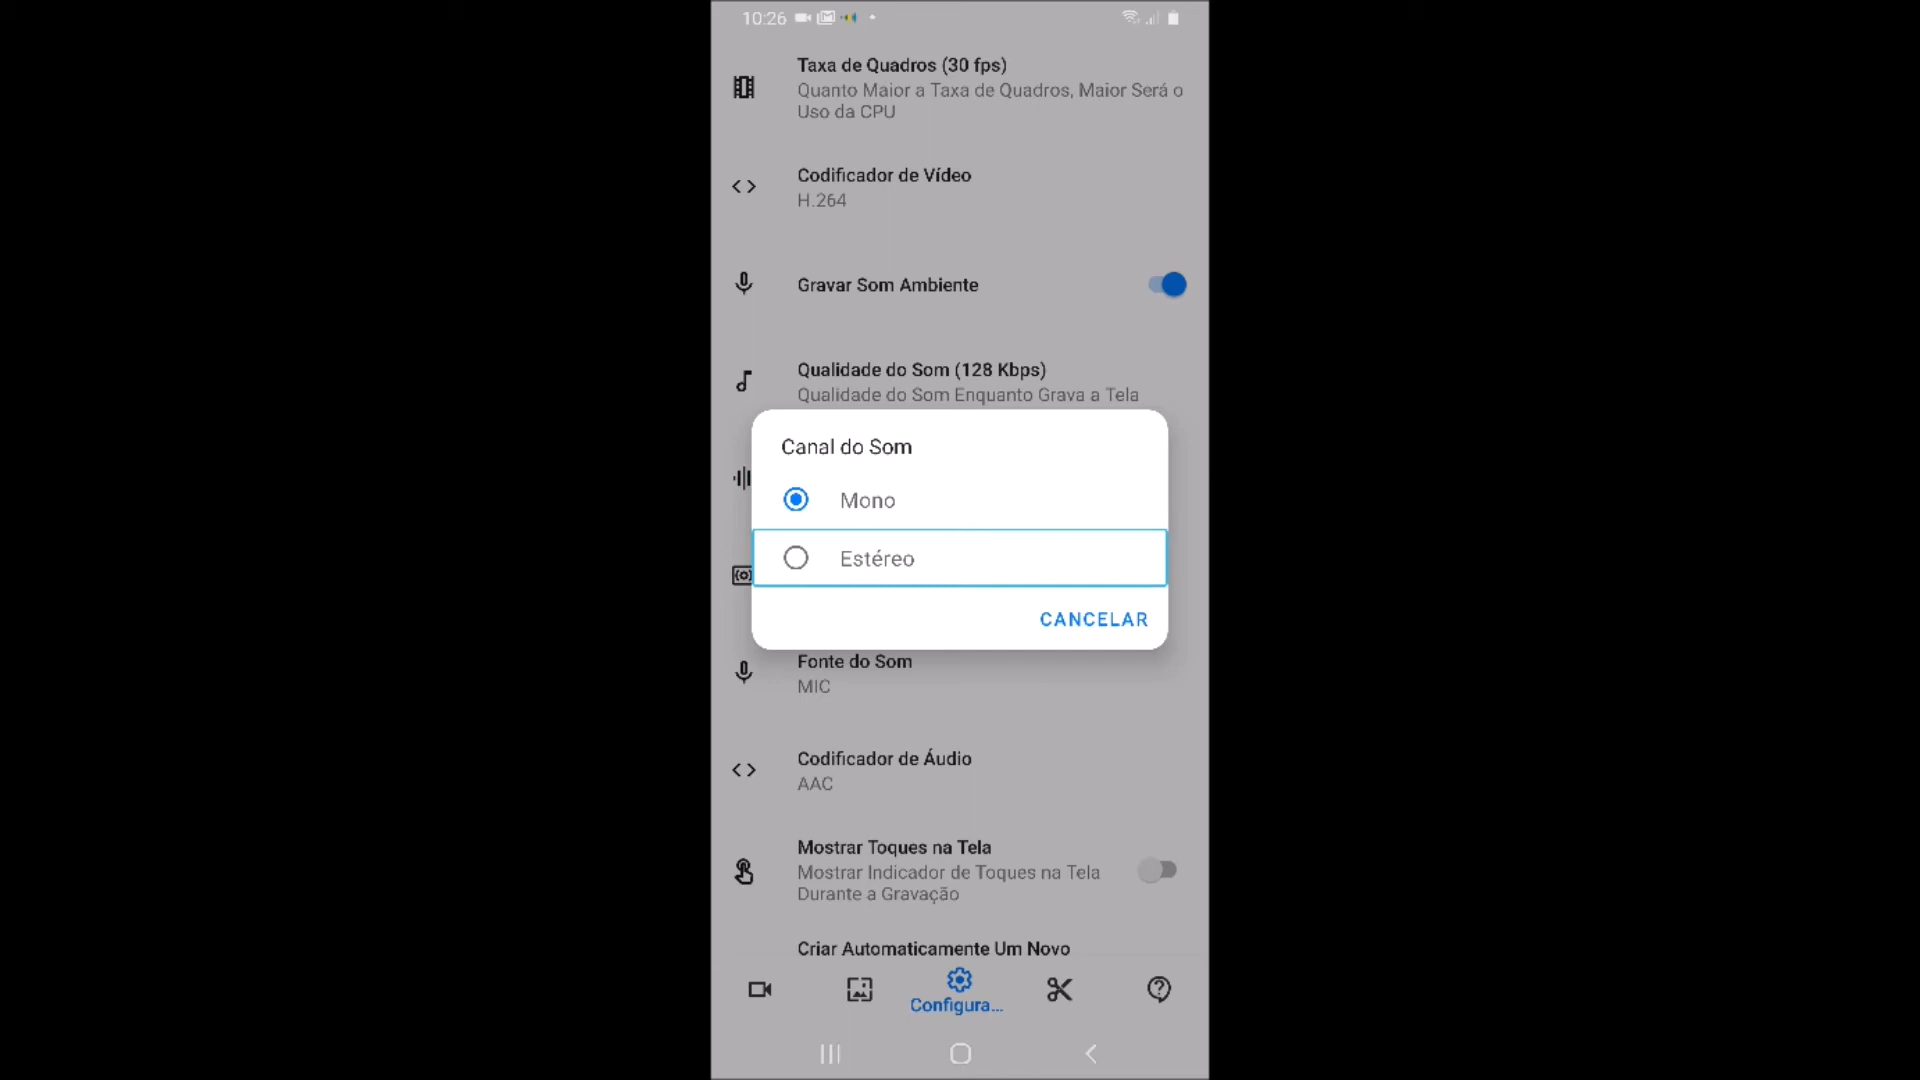 10:26
Taxa de Quadros (30 fps)
Quanto Maior a Taxa de Quadros, Maior Será o
Uso da CPU
Codificador de Vídeo
H.264
Gravar Som Ambiente
Qualidade do Som (128 Kbps)
Qualidade do Som Enquanto Grava a Tela
Canal do Som
Mono
Estéreo
CANCELAR
Fonte do Som
MIC
Codificador de Áudio
AAC
Mostrar Toques na Tela
Mostrar Indicador de Toques na Tela
Durante a Gravação
Criar Automaticamente Um Novo
Configura...